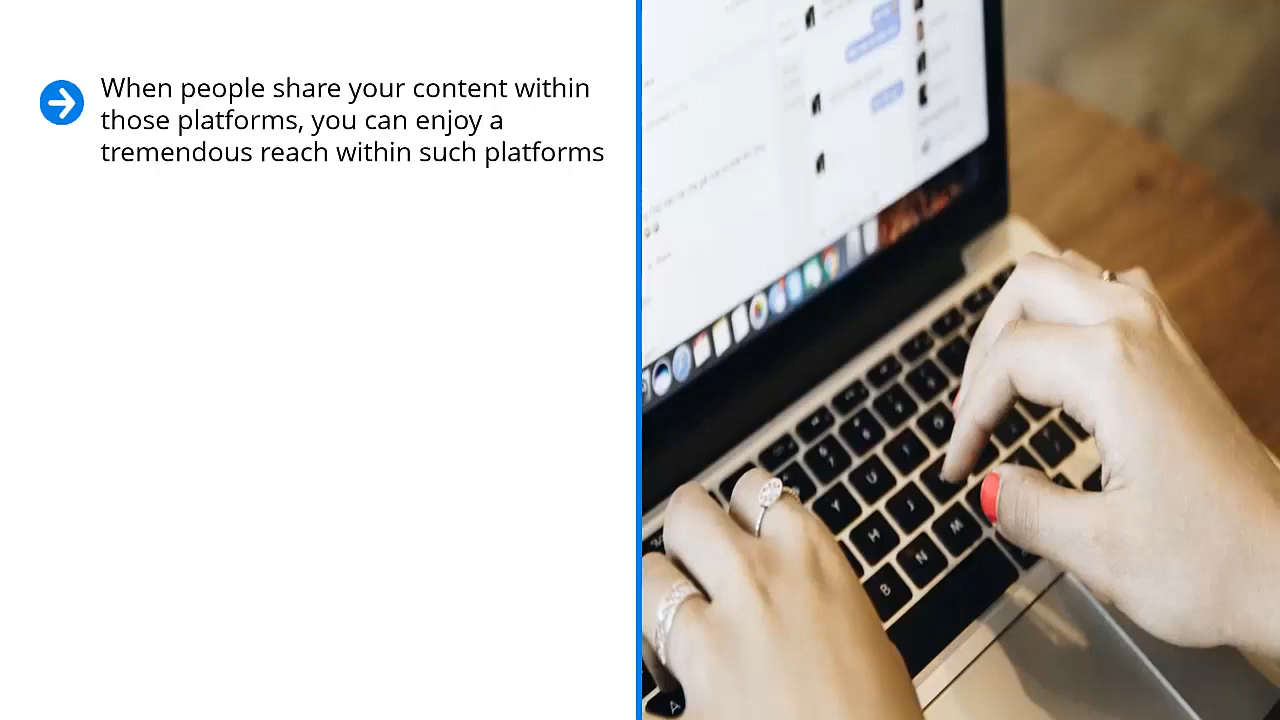 When people share your content within
those platforms, you can enjoy a
tremendous reach within such platforms